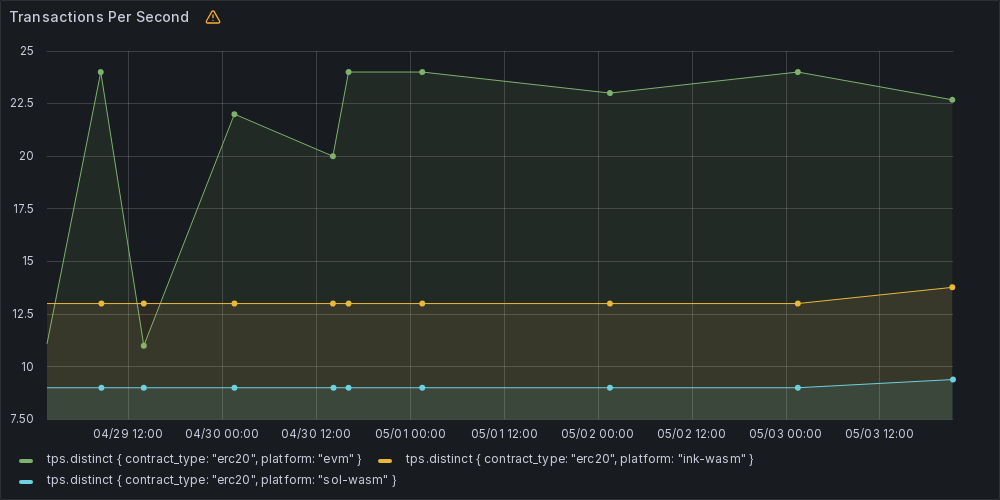 Transactions Per Second
25
22.5
20
17.5
15
12.5
10
7.50
04/29 12:00 04/30 00:00 04/30 12:00 05/01 00:00 05/01 12:00 05/02 00:00 05/02 12:00 05/03 00:00 05/03 12:00
tps.distinct { contract_type: "erc20", platform: "evm" } tps.distinct { contract_type: "erc20", platform: "ink-wasm" }
tps.distinct { contract_type: "erc20", platform: "sol-wasm" }